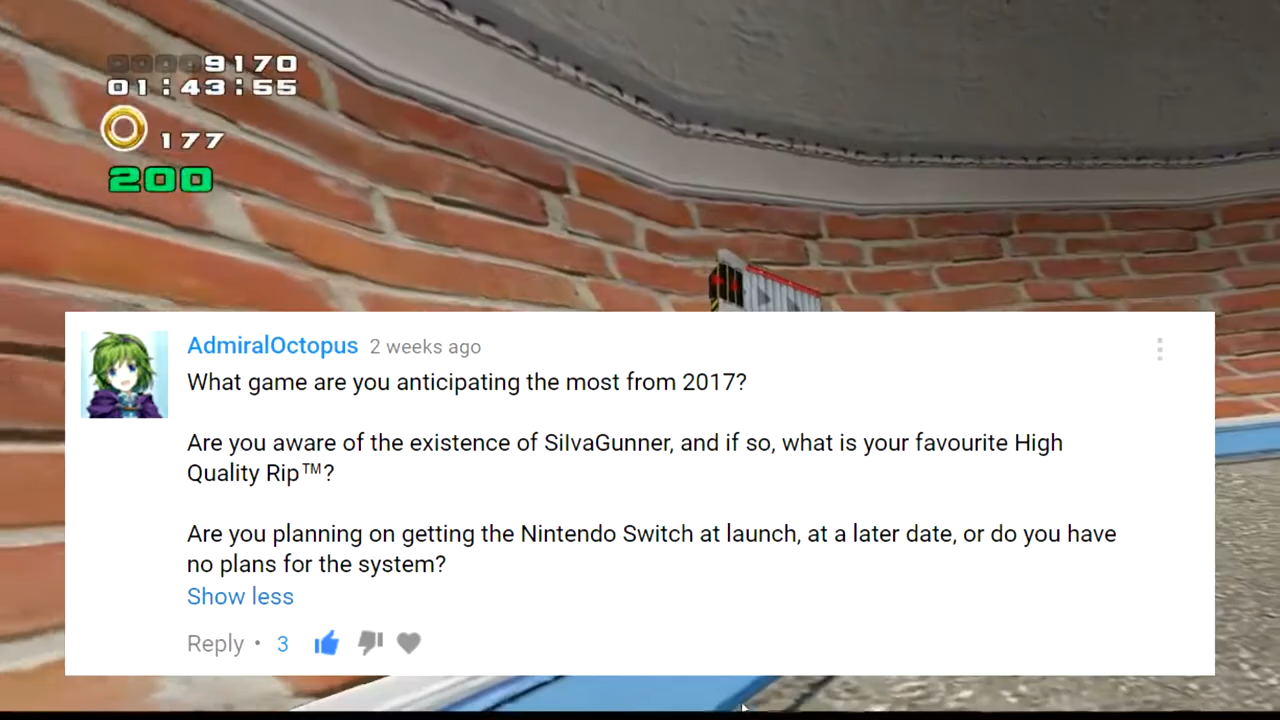 00009170
01:43:55
177
200
AdmiralOctopus 2 weeks ago
What game are you anticipating the most from 2017?
Are you aware of the existence of SiIvaGunner, and if so, what is your favourite High
Quality Rip™?
Are you planning on getting the Nintendo Switch at launch, at a later date, or do you have
no plans for the system?
Show less
Reply • 3